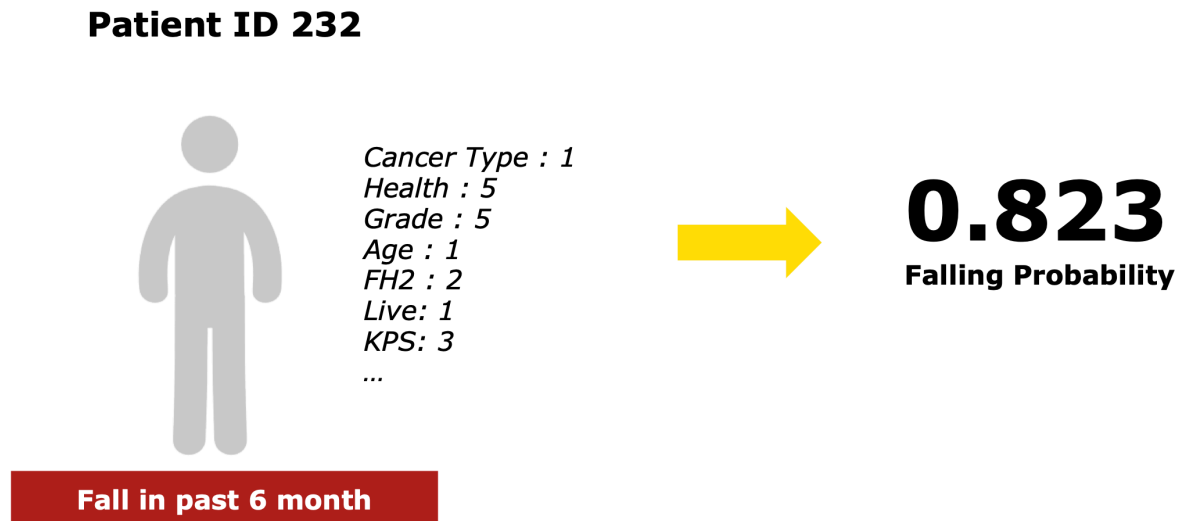 Patient ID 232
Cancer Type : 1
Health : 5
Grade : 5
Age : 1
FH2 : 2
Live: 1
KPS: 3
...
0.823
Falling Probability
Fall in past 6 month